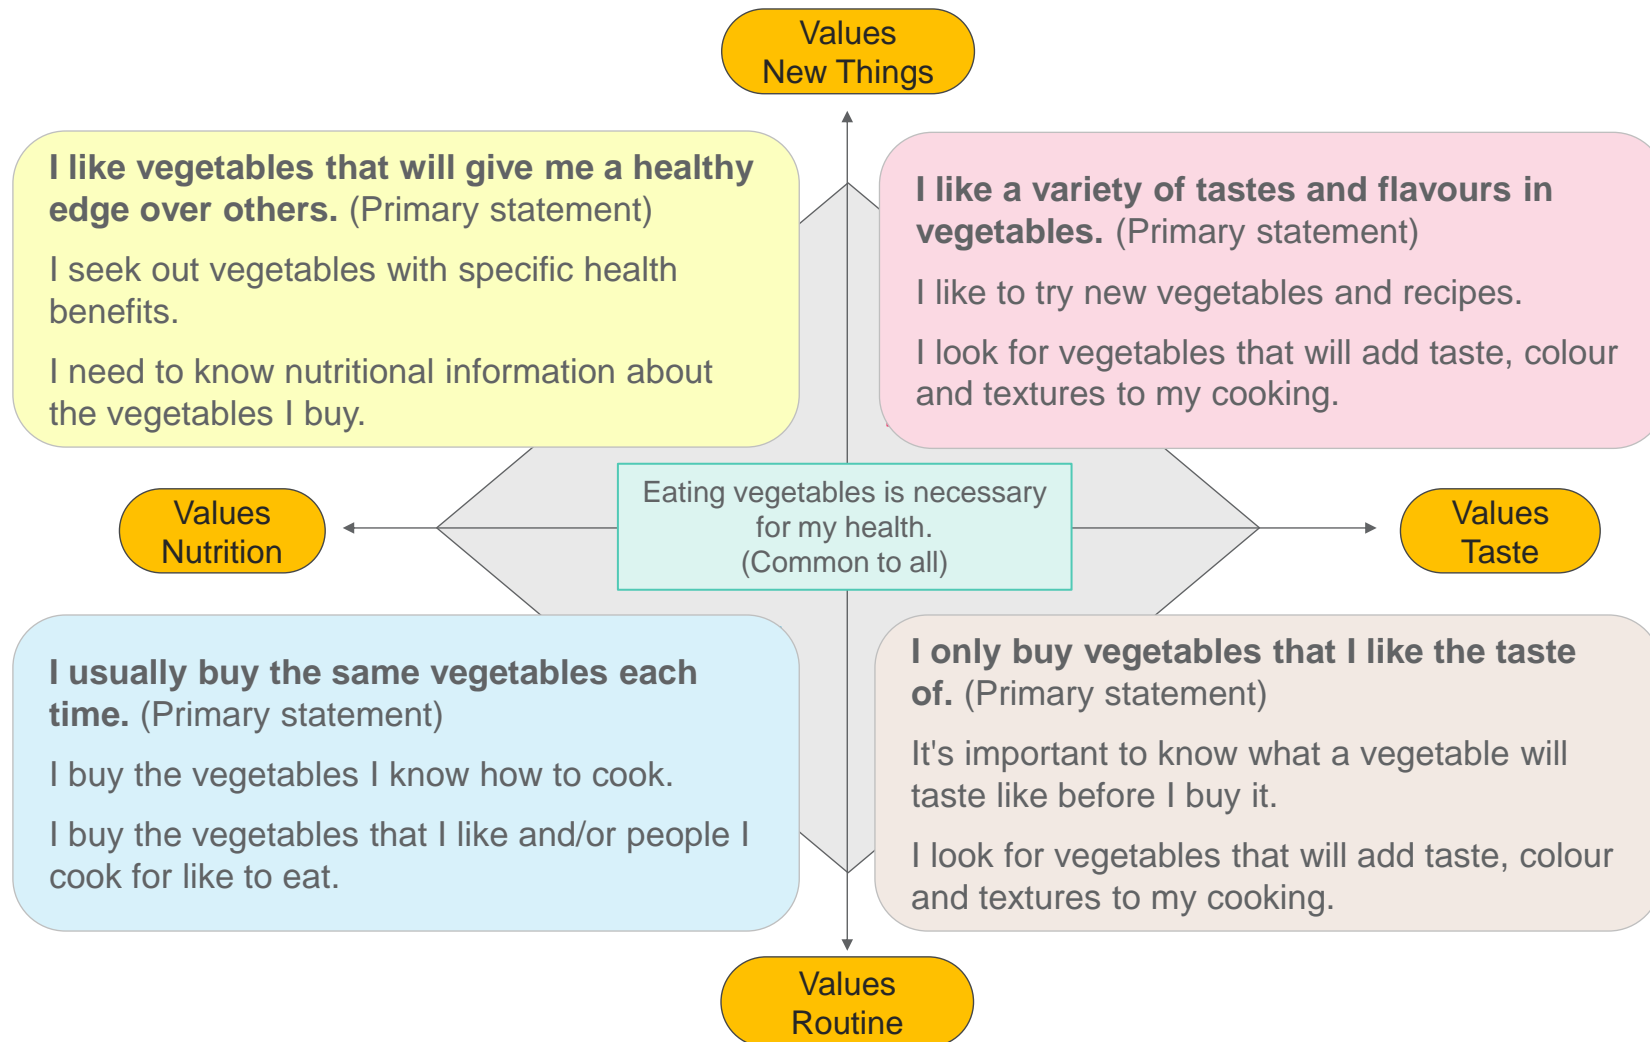 Values
New Things
I like vegetables that will give me a healthy
edge over others. (Primary statement)
I seek out vegetables with specific health
benefits.
I need to know nutritional information about
the vegetables I buy.
I like a variety of tastes and flavours in
vegetables. (Primary statement)
I like to try new vegetables and recipes.
I look for vegetables that will add taste, colour
and textures to my cooking.
Values
Nutrition
Eating vegetables is necessary
for my health.
(Common to all)
Values
Taste
I usually buy the same vegetables each
time. (Primary statement)
I buy the vegetables I know how to cook.
I buy the vegetables that I like and/or people I
cook for like to eat.
I only buy vegetables that I like the taste
of. (Primary statement)
It's important to know what a vegetable will
taste like before I buy it.
I look for vegetables that will add taste, colour
and textures to my cooking.
Values
Routine